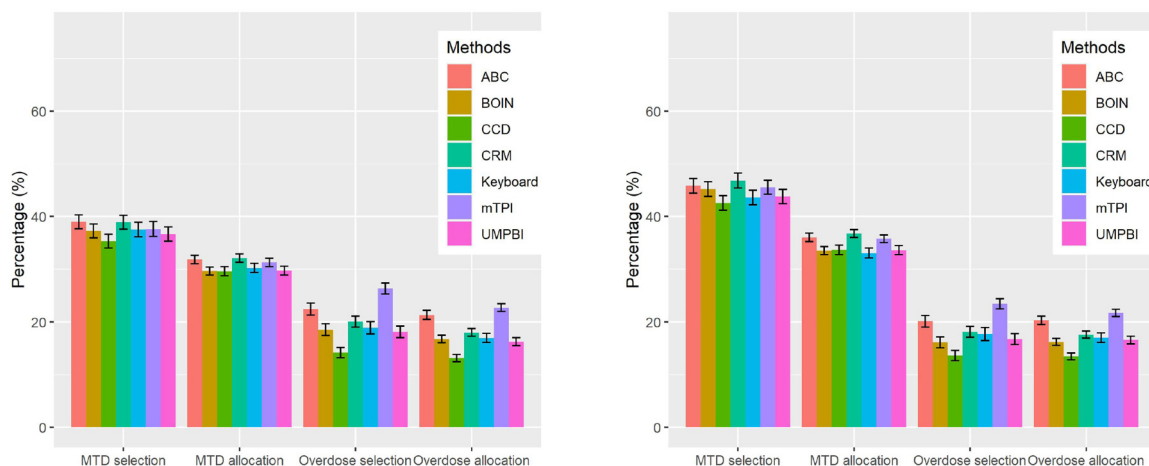 Percentage (%)
60
40
20
0
Methods
ABC
BOIN
CCD
CRM
Keyboard
mTPI
UMPBI
MTD selection
MTD allocation
Overdose selection
Overdose allocation
Percentage (%)
60
40
20
0
Methods
ABC
BOIN
CCD
CRM
Keyboard
mTPI
UMPBI
MTD selection
MTD allocation
Overdose selection
Overdose allocation